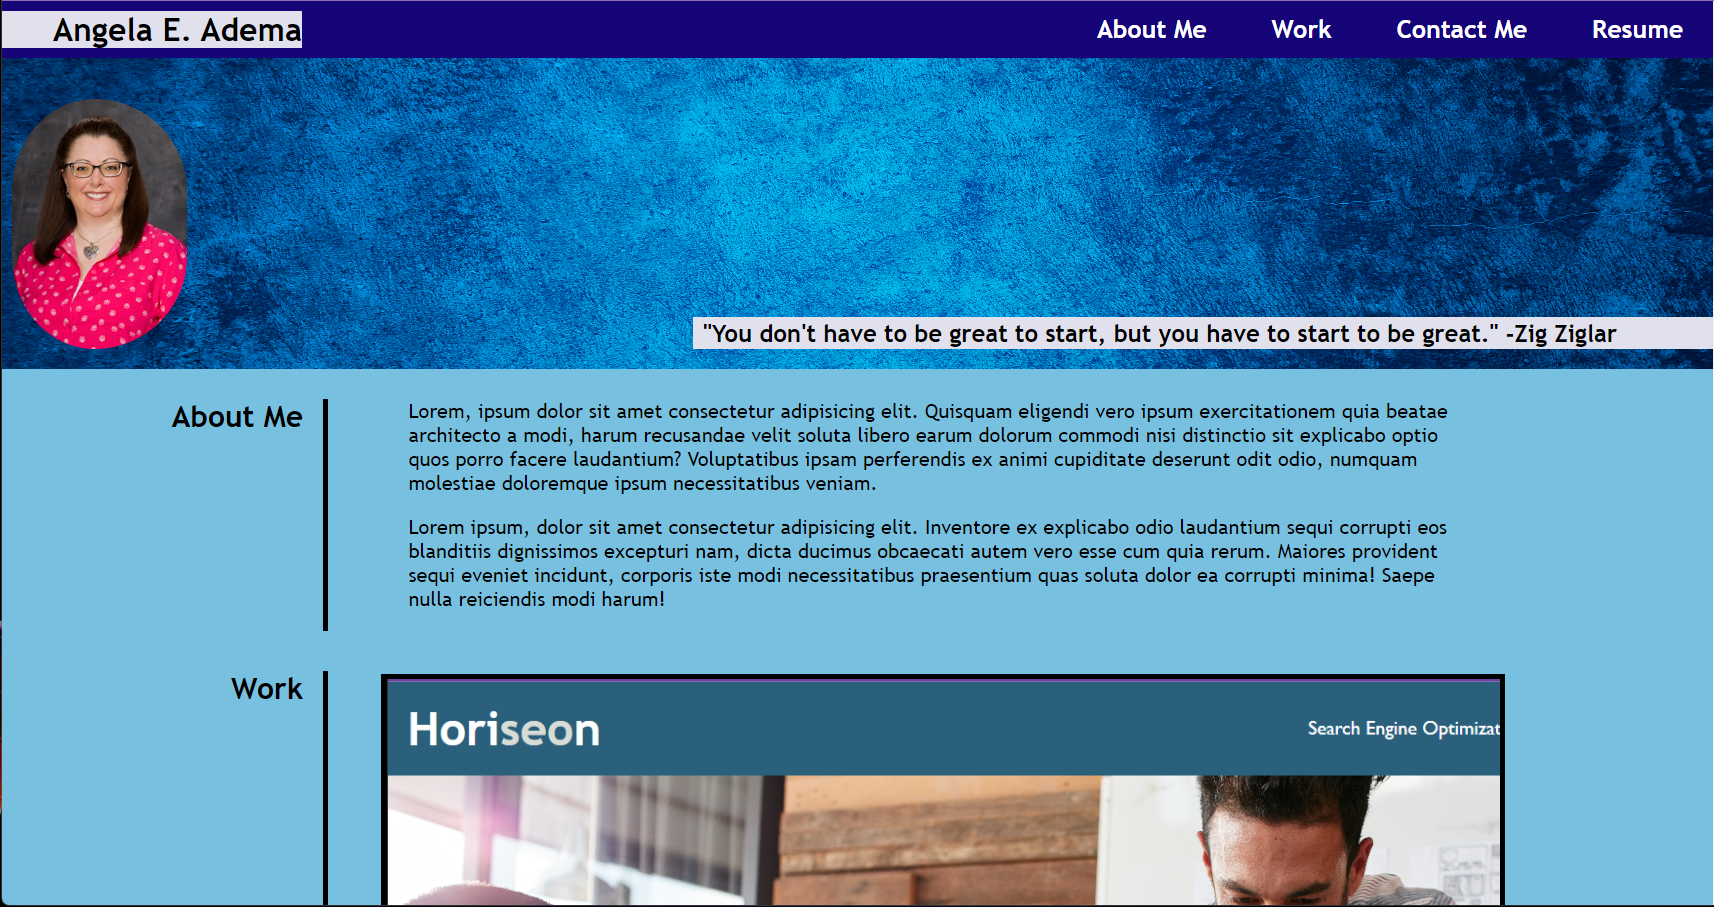 Angela E. Adema
About Me
Work
Contact Me
Resume
"You don't have to be great to start, but you have to start to be great." -Zig Ziglar
About Me
Lorem, ipsum dolor sit amet consectetur adipisicing elit. Quisquam eligendi vero ipsum exercitationem quia beatae
architecto a modi, harum recusandae velit soluta libero earum dolorum commodi nisi distinctio sit explicabo optio
quos porro facere laudantium? Voluptatibus ipsam perferendis ex animi cupiditate deserunt odit odio, numquam
molestiae doloremque ipsum necessitatibus veniam.
Lorem ipsum, dolor sit amet consectetur adipisicing elit. Inventore ex explicabo odio laudantium sequi corrupti eos
blanditiis dignissimos excepturi nam, dicta ducimus obcaecati autem vero esse cum quia rerum. Maiores provident
sequi eveniet incidunt, corporis iste modi necessitatibus praesentium quas soluta dolor ea corrupti minima! Saepe
nulla reiciendis modi harum!
Work
Horiseon
Search Engine Optimizat